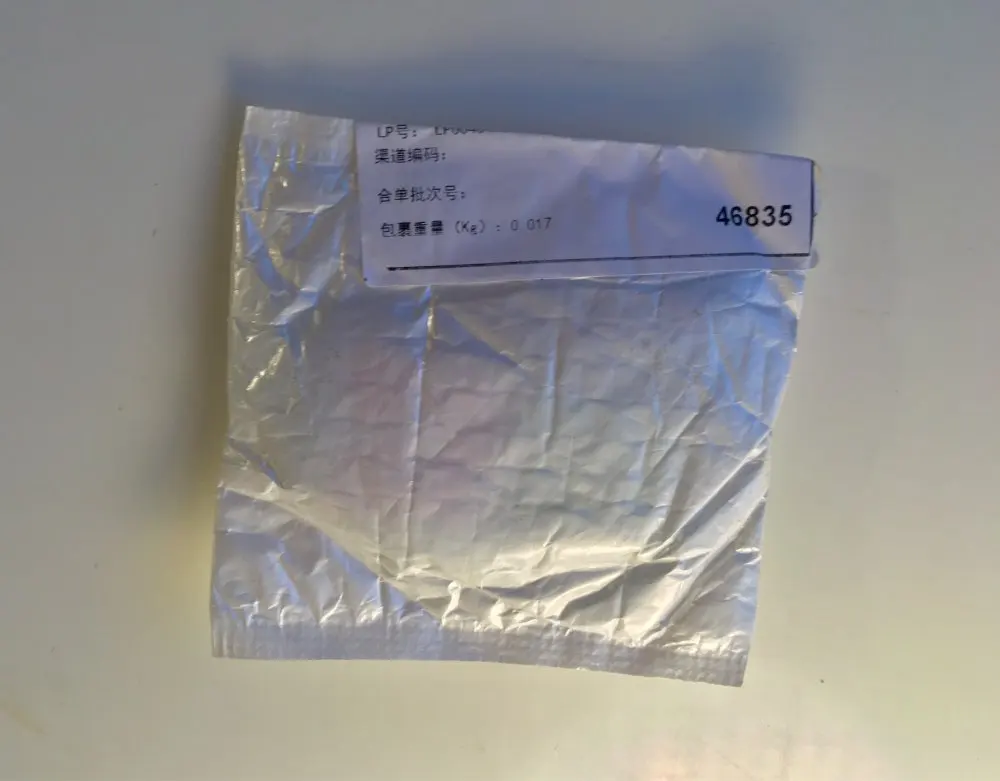 LP号: LP0045
渠道编码:
合单批次号:
46835
包裹重量 (Kg) : 0 017